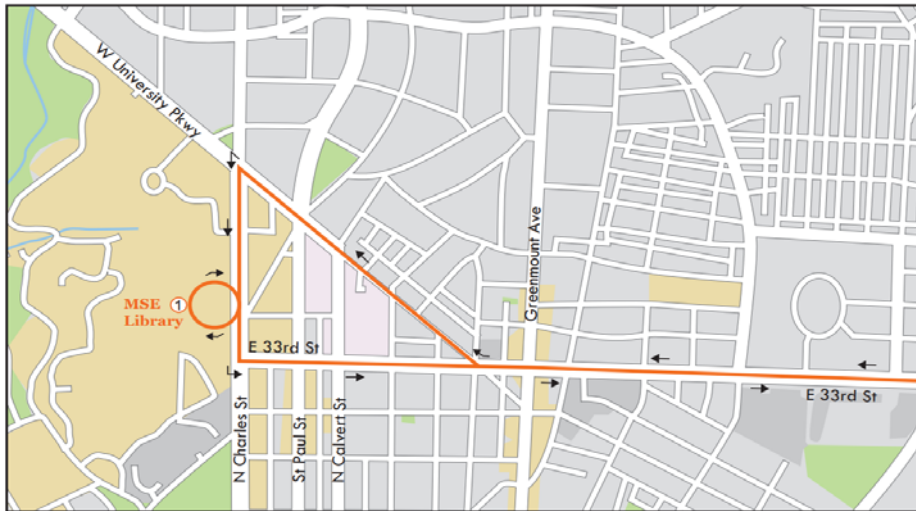 W University Pkwy
Greenmount Ave
MSE
Library
1
E 33rd St
E 33rd St
N Charles St
St Paul St
N Calvert St